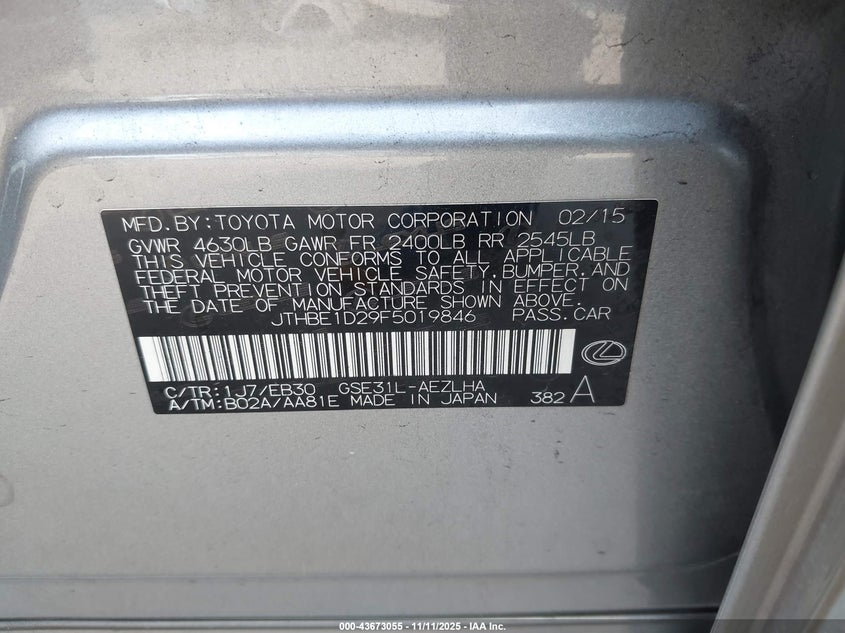 MFD. BY: TOYOTA MOTOR CORPORATION 02/15
GVWR 4630LB GAWR FR 2400LB RR 2545LB
THIS VEHICLE CONFORMS TO ALL APPLICABLE
FEDERAL MOTOR VEHICLE SAFETY, BUMPER, AND
THEFT PREVENTION STANDARDS IN EFFECT ON
THE DATE OF MANUFACTURE SHOWN ABOVE.
JTHBE1D29F5019846 PASS. CAR
C/TR: 1J7/EB30 GSE31L-AEZLHA
A/TM: B02A/AA81E MADE IN JAPAN 382 A
000-43673055 - 11/11/2025 - IAA Inc.